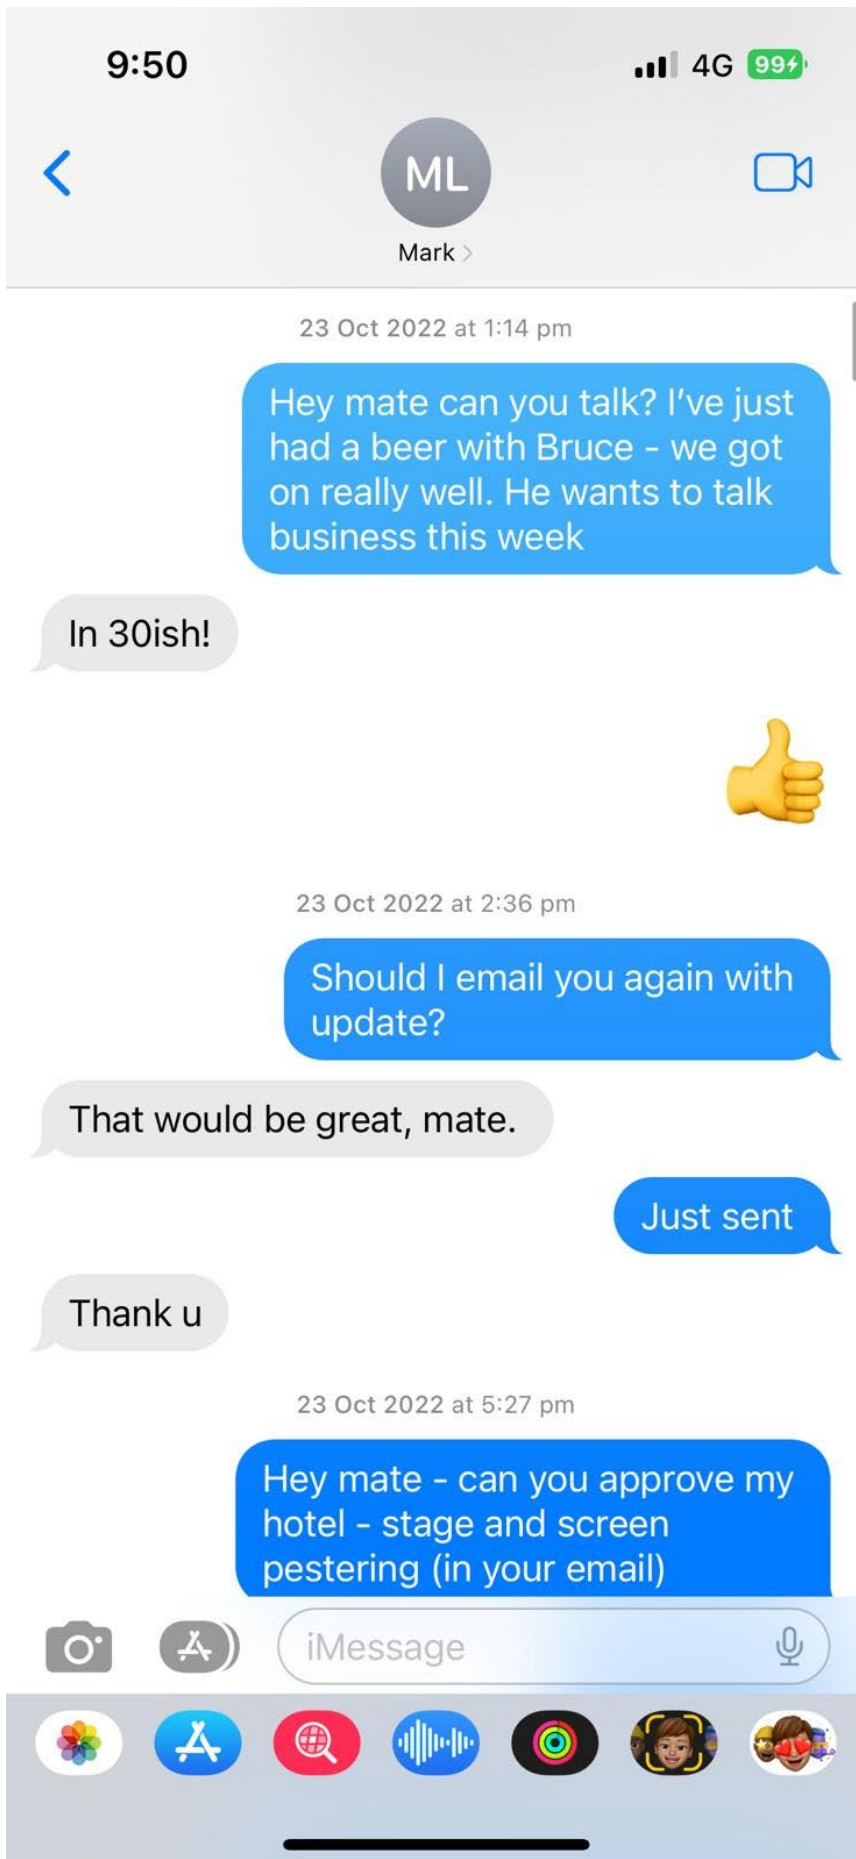 9:50
4G 99
ML
Mark
23 Oct 2022 at 1:14 pm
Hey mate can you talk? I’ve just
had a beer with Bruce - we got
on really well. He wants to talk
business this week
In 30ish!
23 Oct 2022 at 2:36 pm
Should I email you again with
update?
That would be great, mate.
Just sent
Thank u
23 Oct 2022 at 5:27 pm
Hey mate - can you approve my
hotel - stage and screen
pestering (in your email)
iMessage